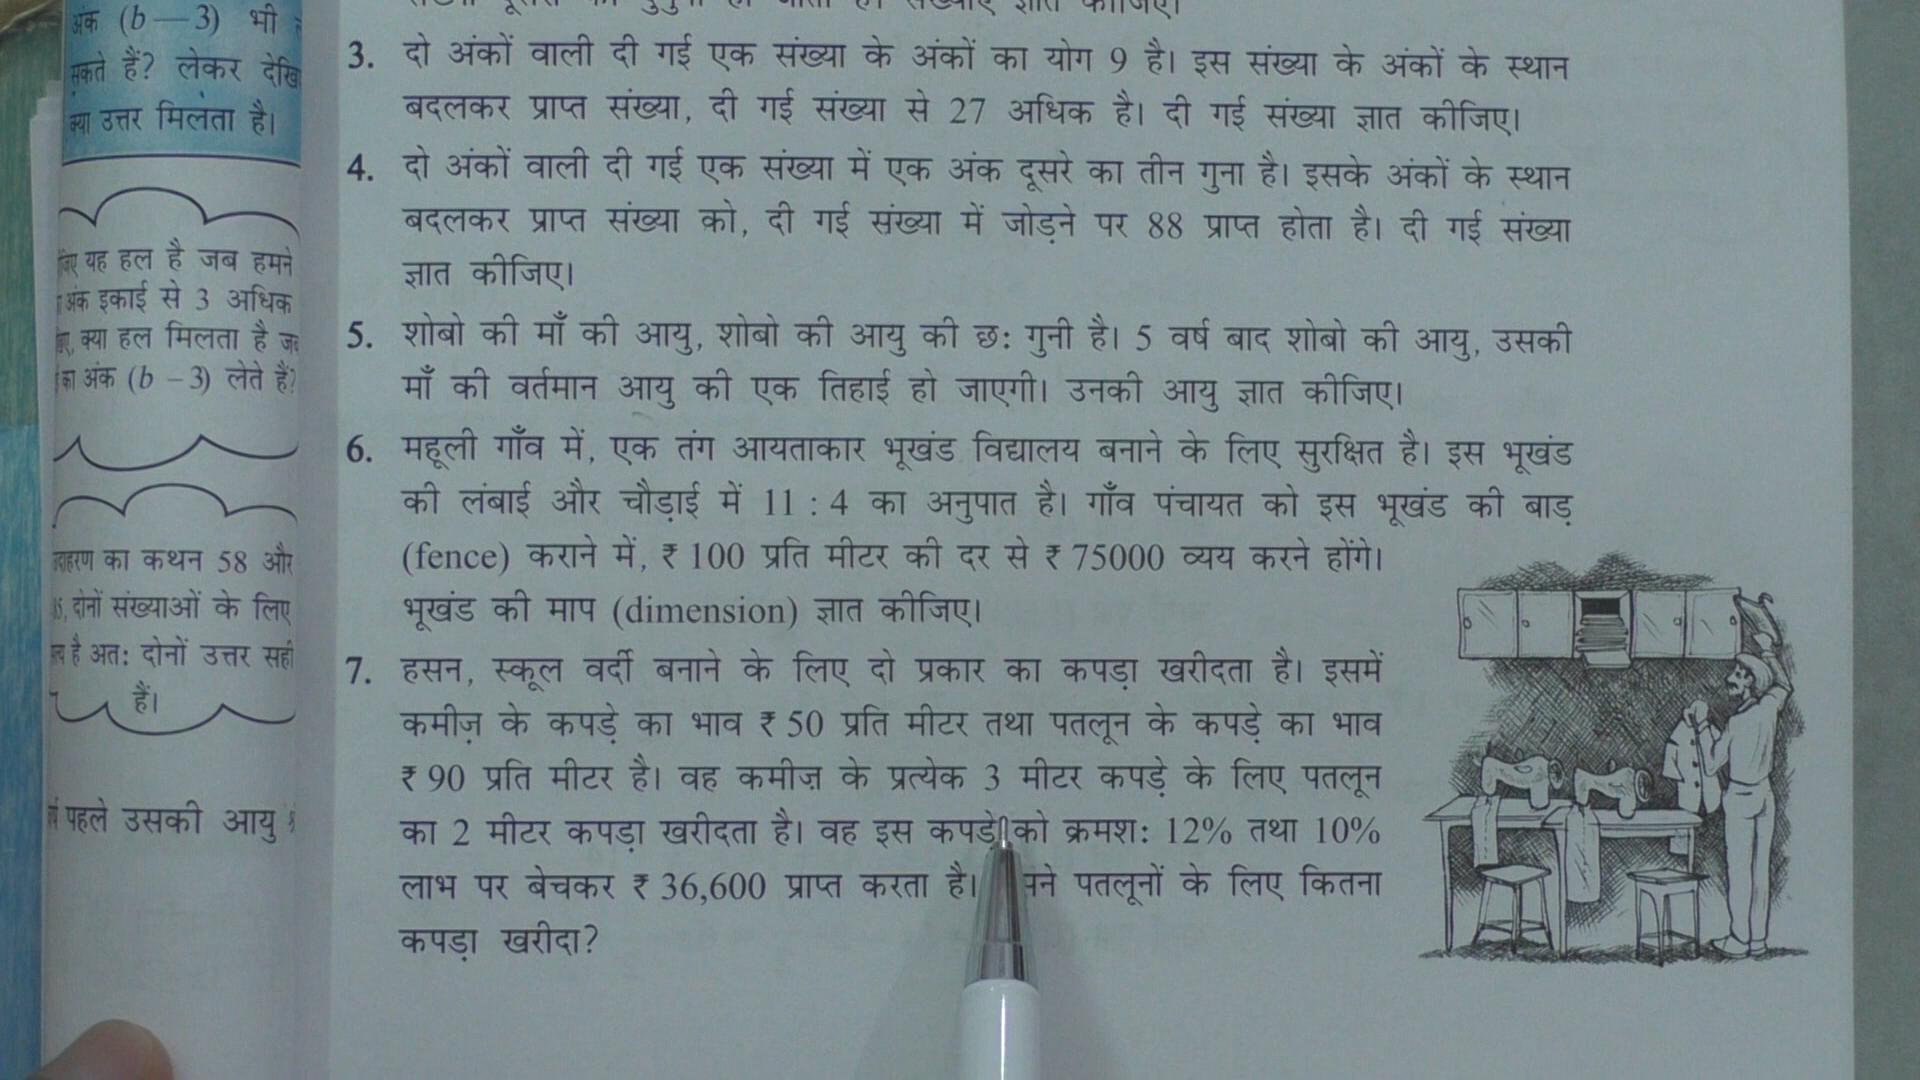 अंक (b — 3) भी
सकते हैं? लेकर
क्या उत्तर मिलता है।
यह हल है जब हमने
अंक इकाई से 3 अधिक
क्या हल मिलता है
का अंक (b – 3) लेते हैं?
का कथन 58 और
दोनों संख्याओं के लिए
है अतः दोनों उत्तर सही
हैं।
पहले उसकी आयु
3. दो अंकों वाली दी गई एक संख्या के अंकों का योग 9 है। इस संख्या के अंकों के स्थान
बदलकर प्राप्त संख्या, दी गई संख्या से 27 अधिक है। दी गई संख्या ज्ञात कीजिए।
4. दो अंकों वाली दी गई एक संख्या में एक अंक दूसरे का तीन गुना है। इसके अंकों के स्थान
बदलकर प्राप्त संख्या को, दी गई संख्या में जोड़ने पर 88 प्राप्त होता है। दी गई संख्या
ज्ञात कीजिए।
5. शोबो की माँ की आयु, शोबो की आयु की छः गुनी है। 5 वर्ष बाद शोबो की आयु, उसकी
माँ की वर्तमान आयु की एक तिहाई हो जाएगी। उनकी आयु ज्ञात कीजिए।
6. महूली गाँव में, एक तंग आयताकार भूखंड विद्यालय बनाने के लिए सुरक्षित है। इस भूखंड
की लंबाई और चौड़ाई में 11 : 4 का अनुपात है। गाँव पंचायत को इस भूखंड की बाड़
(fence) कराने में, ₹ 100 प्रति मीटर की दर से ₹ 75000 व्यय करने होंगे।
भूखंड की माप (dimension) ज्ञात कीजिए।
7. हसन, स्कूल वर्दी बनाने के लिए दो प्रकार का कपड़ा खरीदता है। इसमें
कमीज़ के कपड़े का भाव ₹ 50 प्रति मीटर तथा पतलून के कपड़े का भाव
₹ 90 प्रति मीटर है। वह कमीज़ के प्रत्येक 3 मीटर कपड़े के लिए पतलून
का 2 मीटर कपड़ा खरीदता है। वह इस कपड़े को क्रमशः 12% तथा 10%
लाभ पर बेचकर ₹ 36,600 प्राप्त करता है। पतलूनों के लिए कितना
कपड़ा खरीदा?